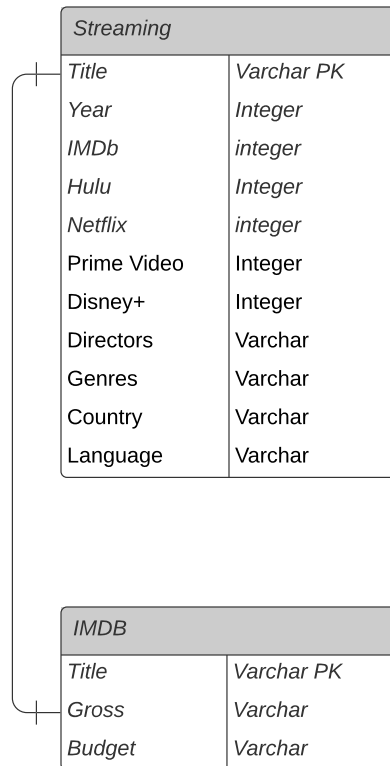 Streaming
Title Varchar PK
Year Integer
IMDb integer
Hulu Integer
Netflix integer
Prime Video Integer
Disney+ Integer
Directors Varchar
Genres Varchar
Country Varchar
Language Varchar
IMDB
Title Varchar PK
Gross Varchar
Budget Varchar